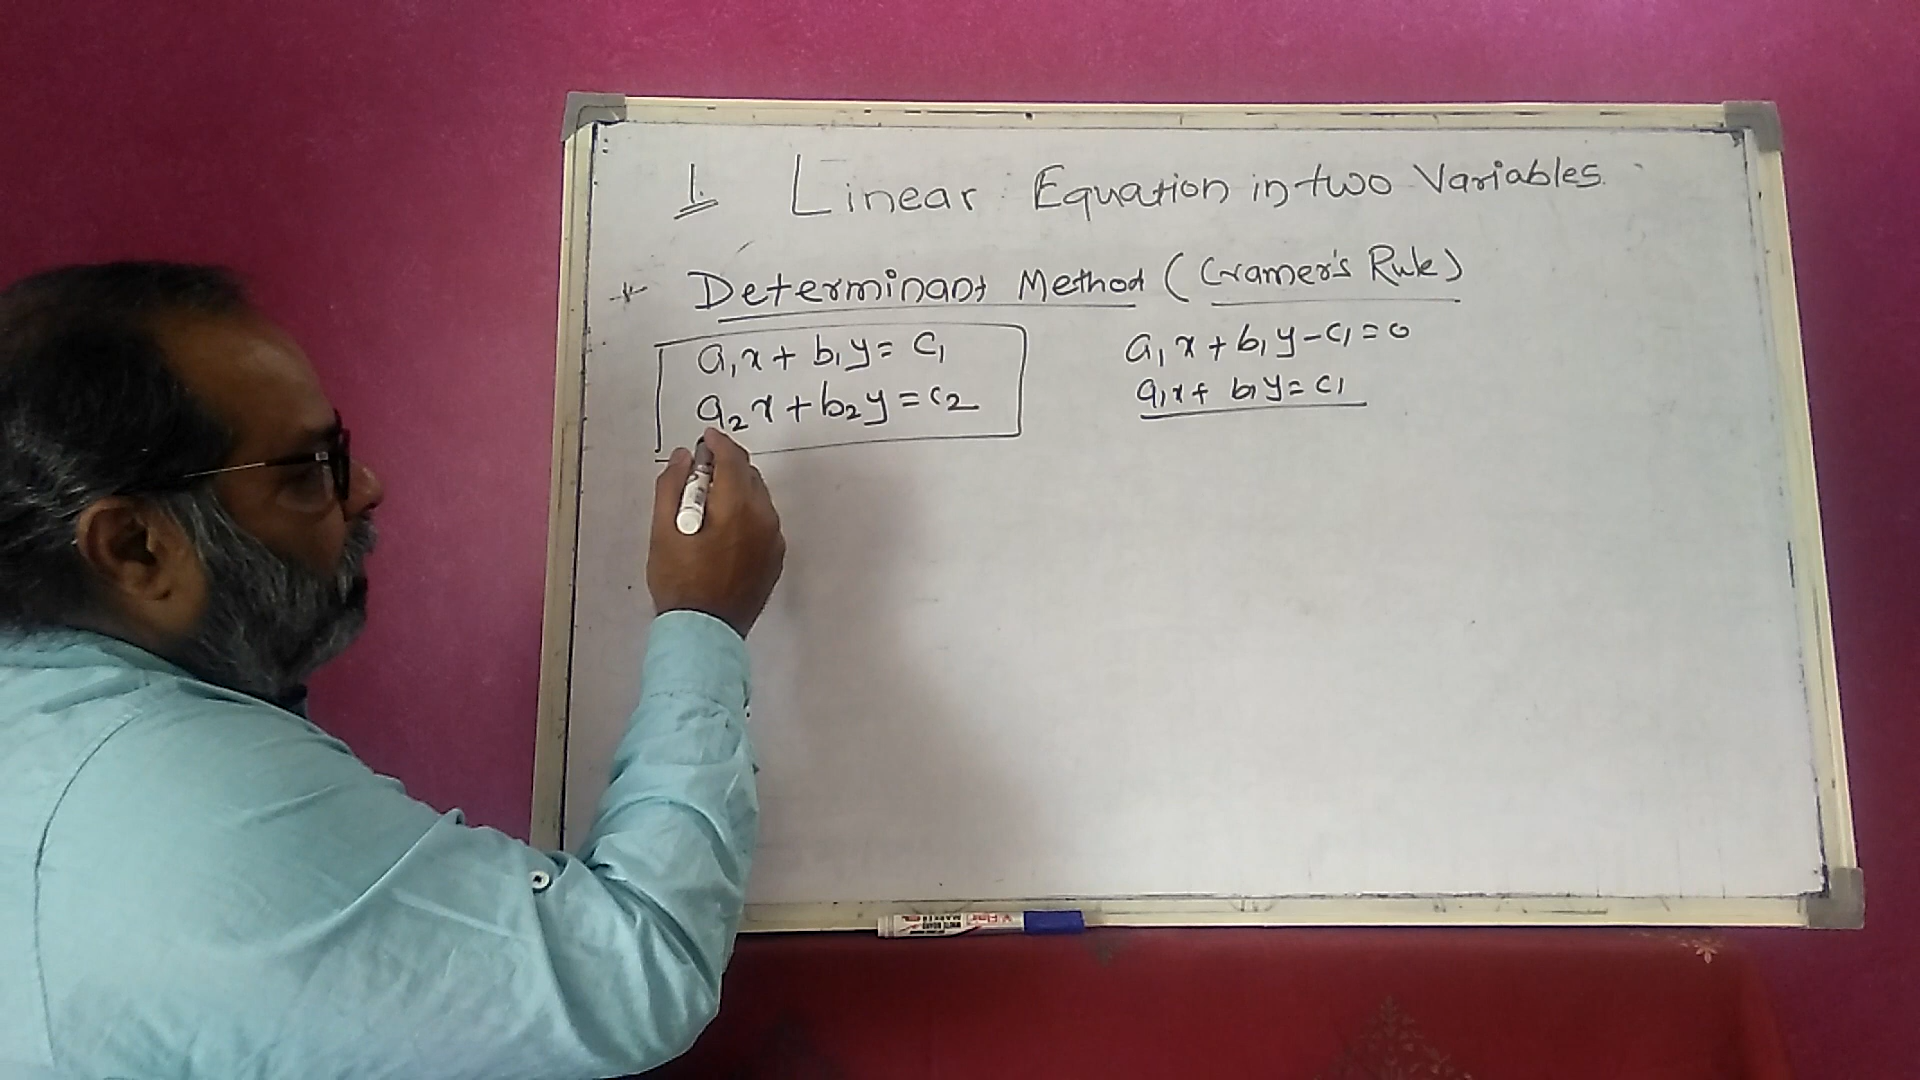 1. Linear Equation in two Variables.
* Determinant Method (Cramer's Rule)
a₁x + b₁y = c₁
a₂x + b₂y = c₂
a₁x + b₁y - c₁ = 0
a₁x + b₁y = c₁